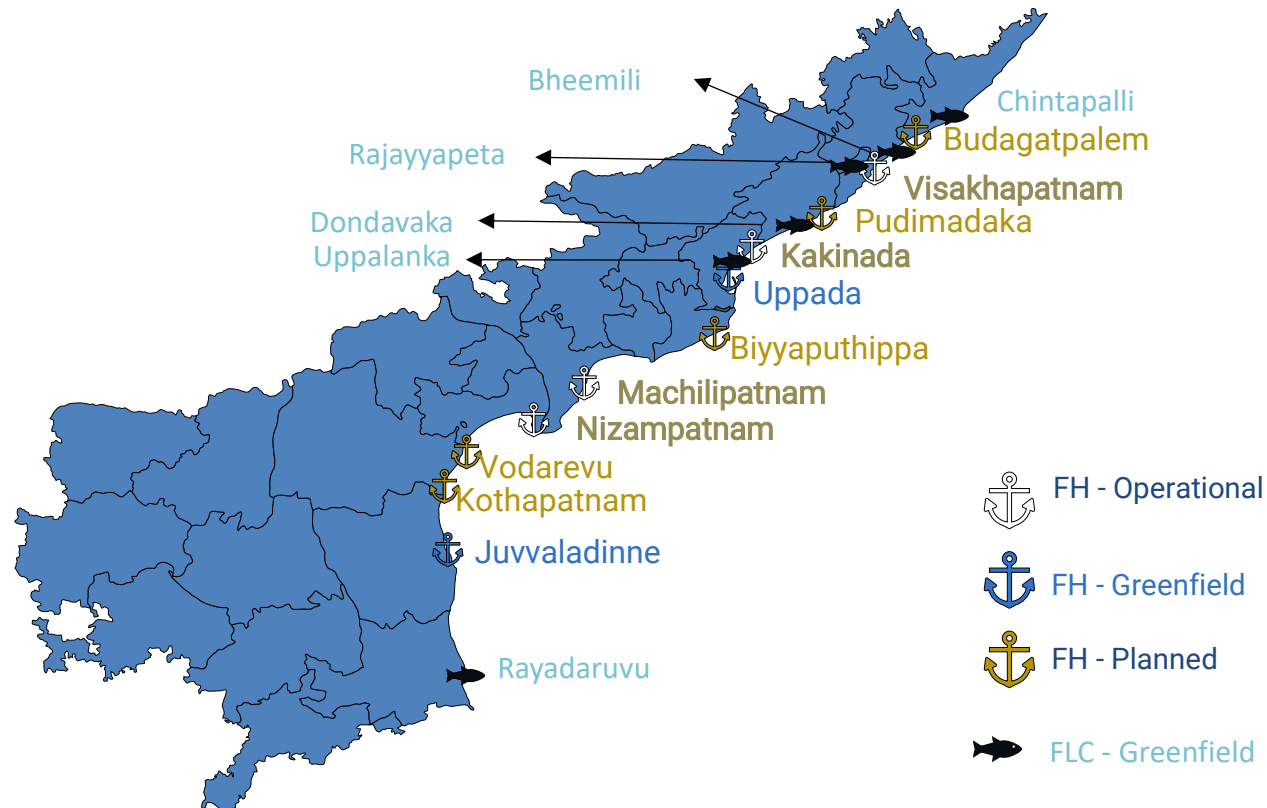 Bheemili
Chintapalli
Budagatpalem
Rajayyapeta
Visakhapatnam
Dondavaka
Pudimadaka
Uppalanka
Kakinada
Uppada
Biyyaputhippa
Machilipatnam
Nizampatnam
Vodarevu
Kothapatnam
Juvvaladinne
Rayadaruvu
FH - Operational
FH - Greenfield
FH - Planned
FLC - Greenfield